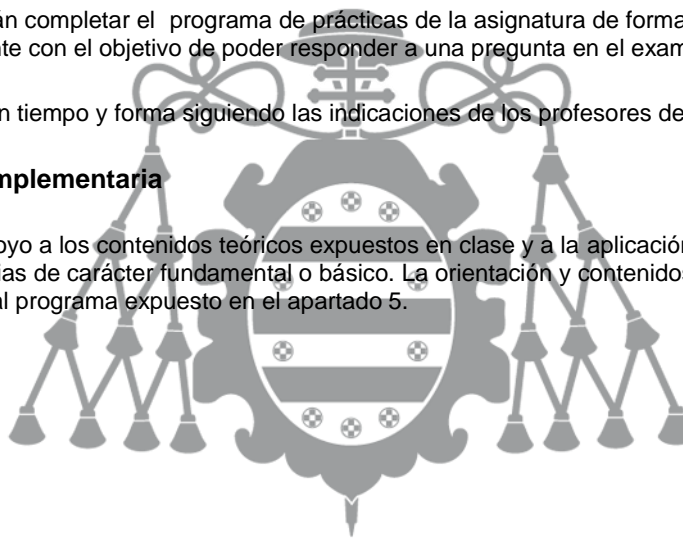 án completar el programa de prácticas de la asignatura de forma
nte con el objetivo de poder responder a una pregunta en el exam
n tiempo y forma siguiendo las indicaciones de los profesores de
mplementaria
oyo a los contenidos teóricos expuestos en clase y a la aplicación
ias de carácter fundamental o básico. La orientación y contenidos
al programa expuesto en el apartado 5.